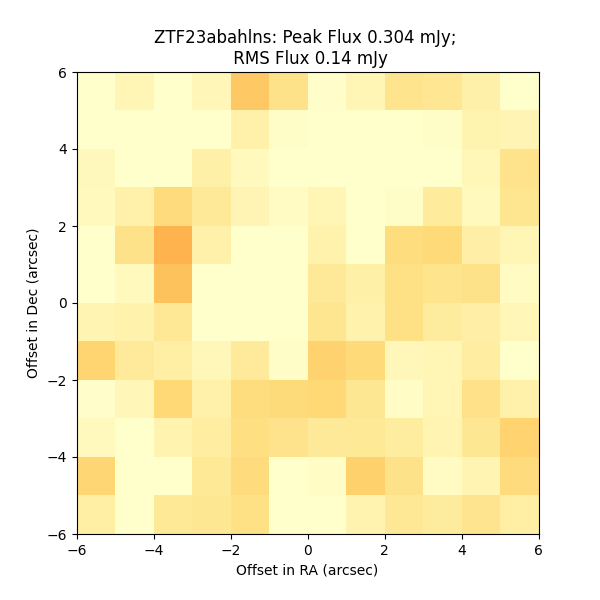 ZTF23abahlns: Peak Flux 0.304 mJy;
RMS Flux 0.14 mJy
6
4
2
0
−2
−4
−6
Offset in Dec (arcsec)
−6 −4 −2 0 2 4 6
Offset in RA (arcsec)